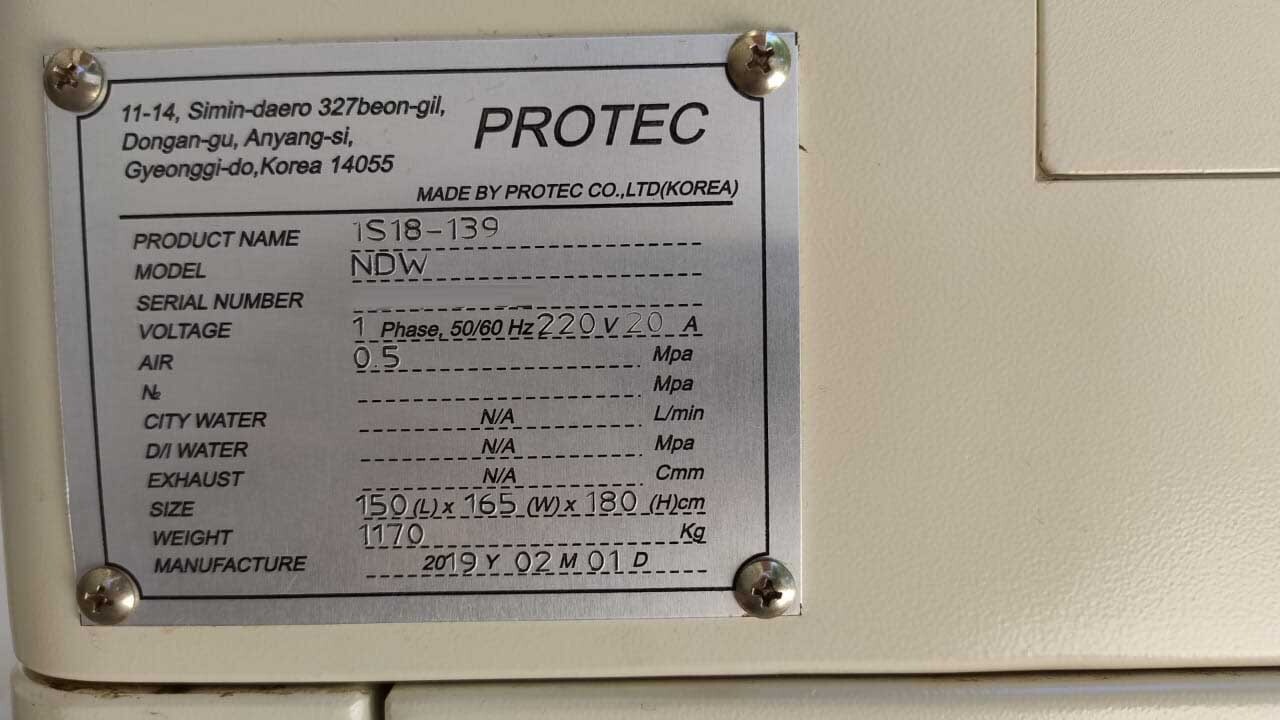 11-14, Simin-daero 327beon-gil,
Dongan-gu, Anyang-si,
Gyeonggi-do,Korea 14055
PROTEC
MADE BY PROTEC CO.,LTD(KOREA)
PRODUCT NAME 1S18-139
MODEL NDW
SERIAL NUMBER
VOLTAGE 1 Phase, 50/60 Hz 220 V 20 A
AIR 0.5 Mpa
N₂ Mpa
CITY WATER N/A L/min
D/I WATER N/A Mpa
EXHAUST N/A Cmm
SIZE 150 (L) x 165 (W) x 180 (H)cm
WEIGHT 1170 Kg
MANUFACTURE 2019 Y 02 M 01 D